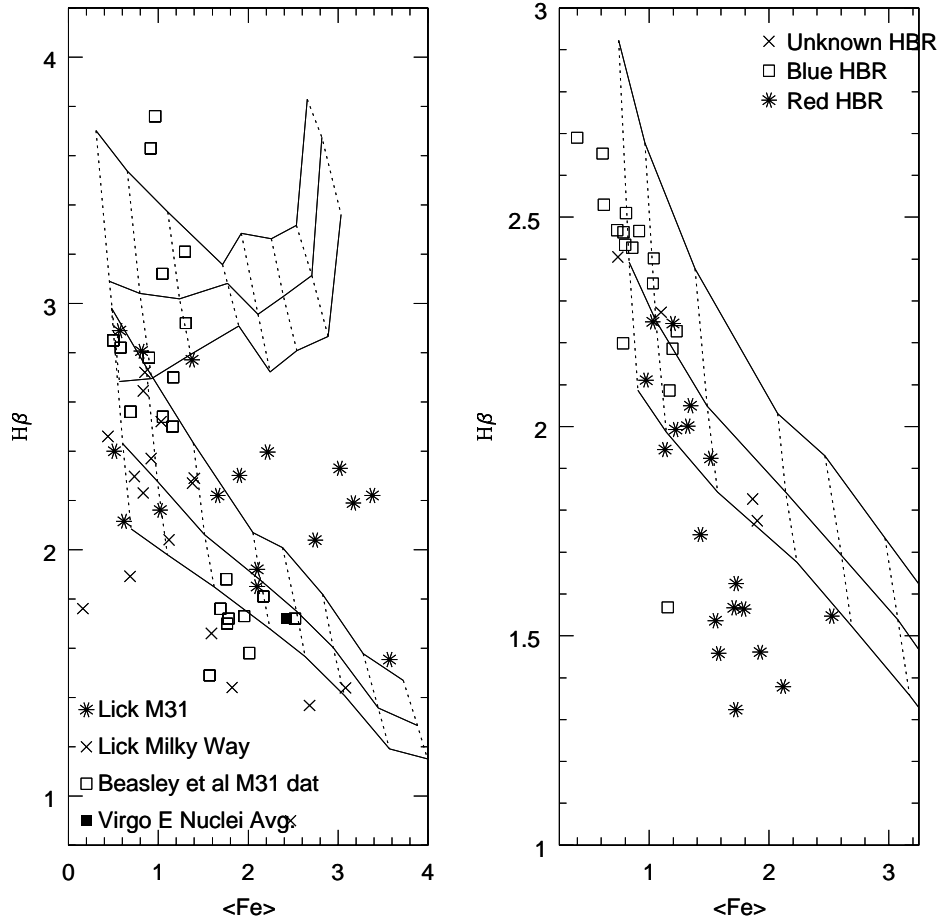 4
3
2
1
Hβ
0
1
2
3
4
<Fe>
Lick M31
Lick Milky Way
Beasley et al M31 dat
Virgo E Nuclei Avg.
3
2.5
2
1.5
1
Hβ
1
2
3
<Fe>
Unknown HBR
Blue HBR
Red HBR